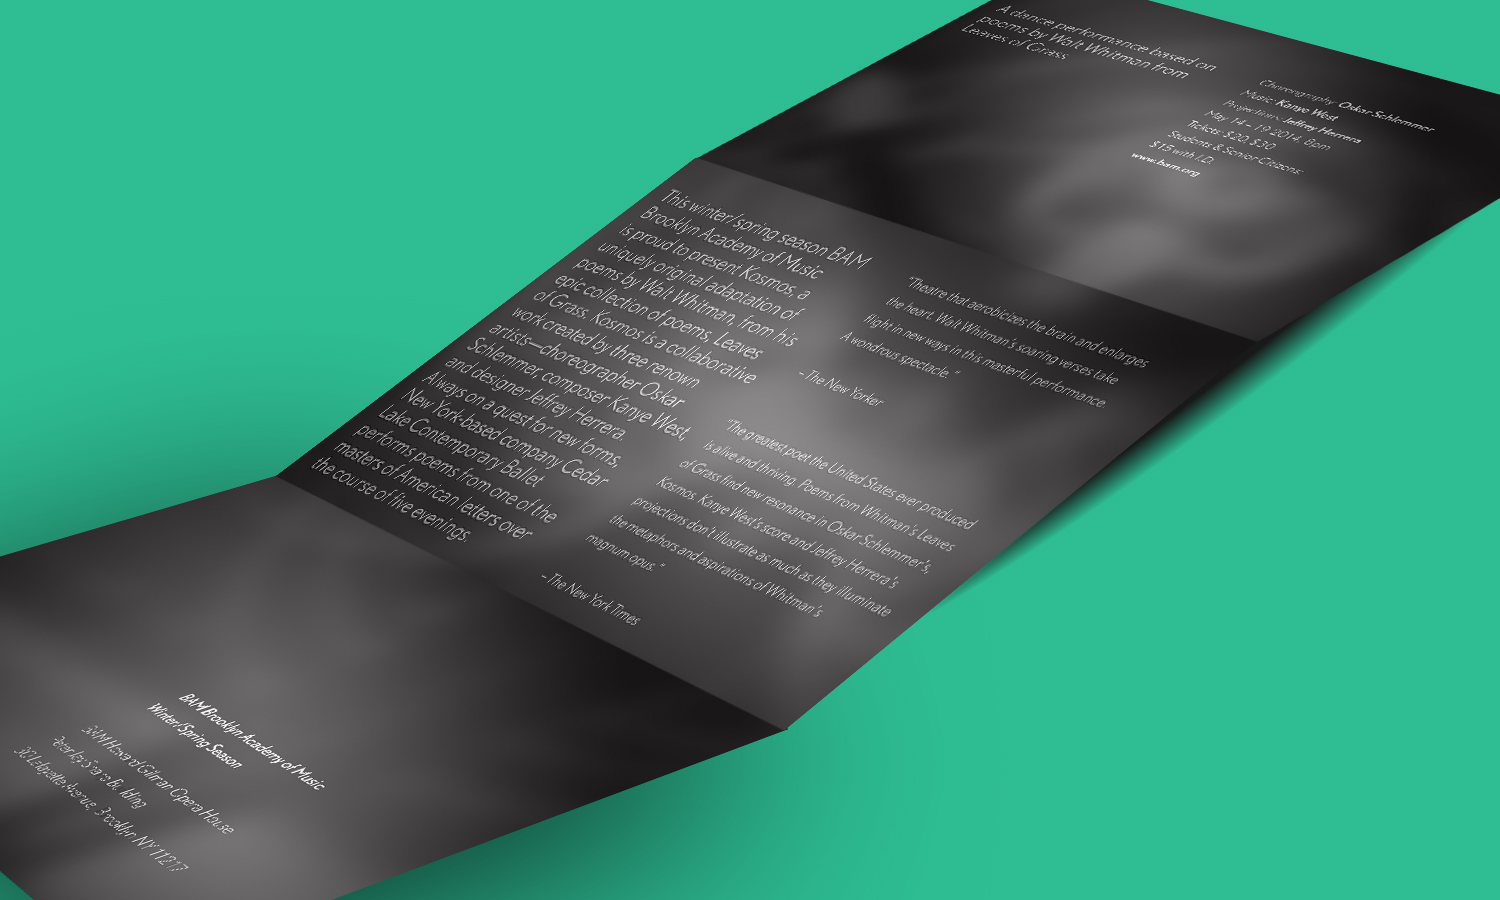 A dance performance based on
poems by Walt Whitman from
Leaves of Grass
Choreography: Oskar Schlemmer
Music: Kanye West
Projections: Jeffrey Herrera
May 14 – 19 2014, 8pm
Tickets: $20, $30
Students & Senior Citizens:
$15 with I.D.
www.bam.org
This winter/spring season BAM
Brooklyn Academy of Music
is proud to present Kosmos, a
uniquely original adaptation of
poems by Walt Whitman, from his
epic collection of poems, Leaves
of Grass. Kosmos is a collaborative
work created by three renown
artists—choreographer Oskar
Schlemmer, composer Kanye West,
and designer Jeffrey Herrera.
Always on a quest for new forms,
New York-based company Cedar
Lake Contemporary Ballet
performs poems from one of the
masters of American letters over
the course of five evenings.
“Theatre that aerobicizes the brain and enlarges
the heart. Walt Whitman’s soaring verses take
flight in new ways in this masterful performance.
A wondrous spectacle. ”
– The New Yorker
“The greatest poet the United States ever produced
is alive and thriving. Poems from Whitman’s Leaves
of Grass find new resonance in Oskar Schlemmer’s,
Kosmos. Kanye West’s score and Jeffrey Herrera’s
projections don’t illustrate as much as they illuminate
the metaphors and aspirations of Whitman’s
magnum opus. ”
– The New York Times
BAM Brooklyn Academy of Music
Winter/Spring Season
BAM Howard Gilman Opera House
Peter Jay Sharp Building
30 Lafayette Avenue, Brooklyn NY 11217